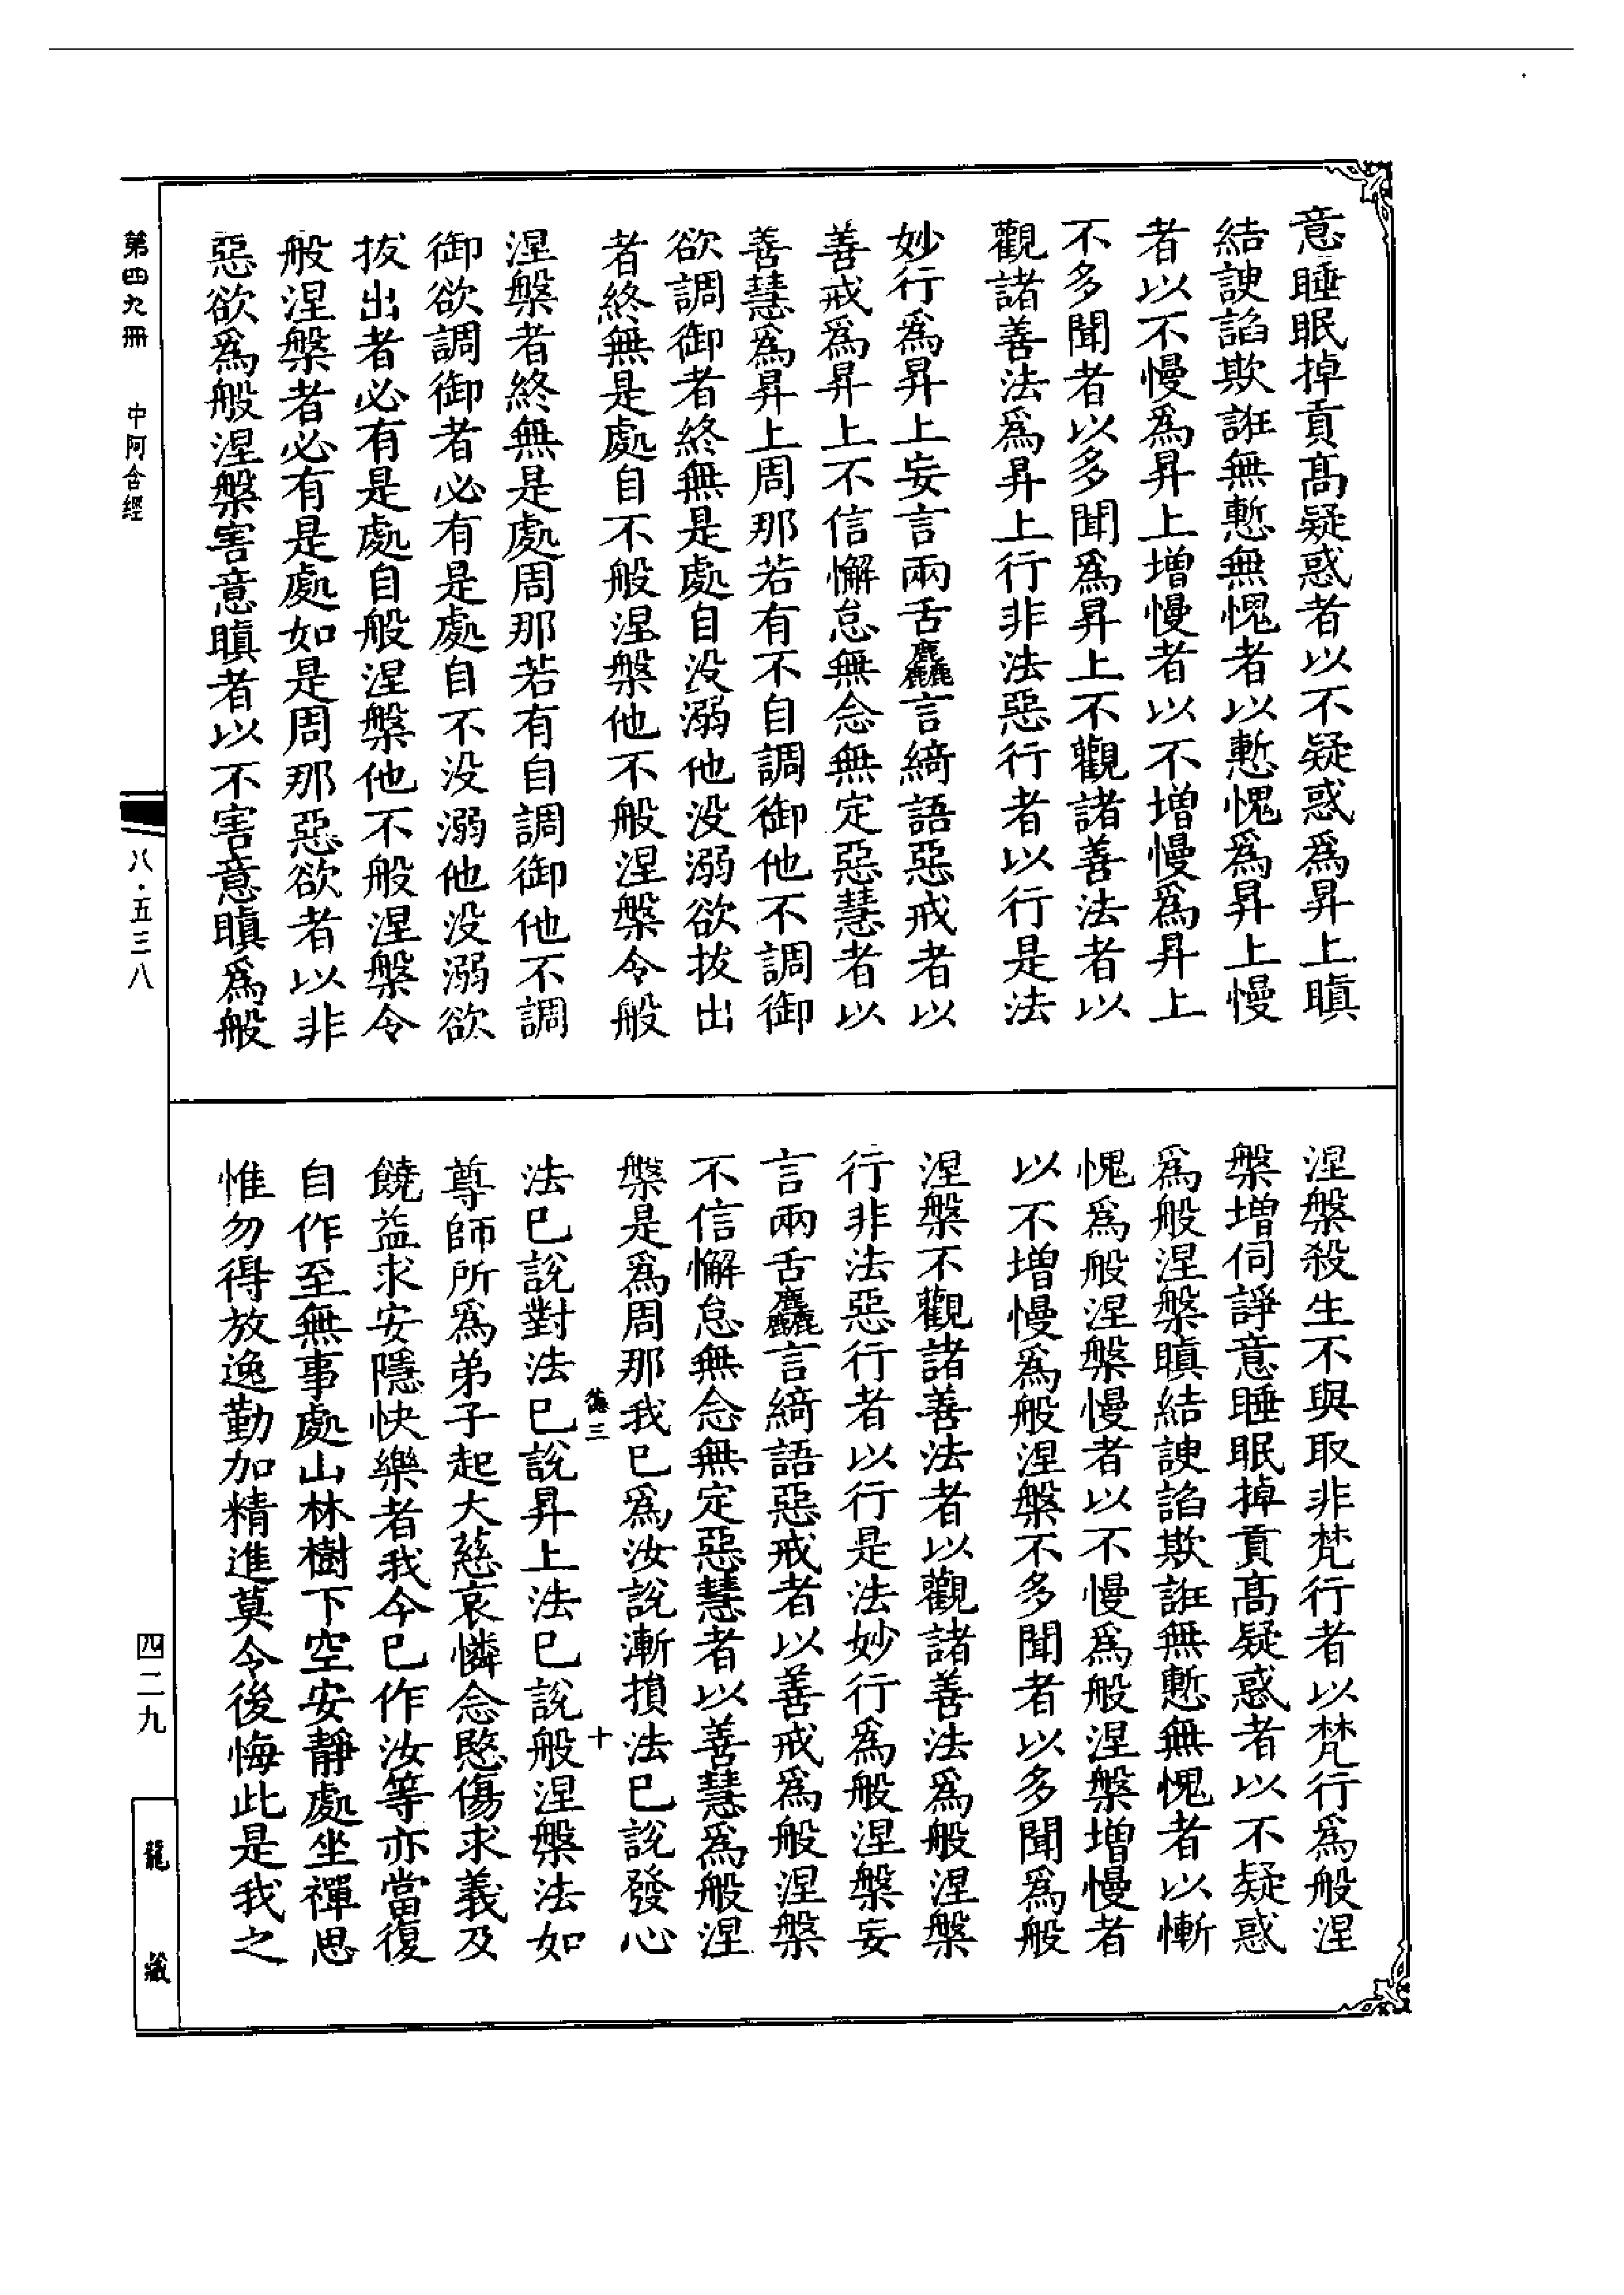 意睡眠掉貢高疑惑者以不疑惑爲昇上瞋
結諛諂欺誑無慙無愧者以慙愧爲昇上慢
者以不慢爲昇上增慢者以不增慢爲昇上
不多聞者以多聞爲昇上不觀諸善法者以
觀諸善法爲昇上行非法惡行者以行是法
妙行爲昇上妄言兩舌麤言綺語惡戒者以
善戒爲昇上不信懈怠無念無定惡慧者以
善慧爲昇上周那若有不自調御他不調御
欲調御者終無是處自没溺他没溺欲拔出
者終無是處自不般涅槃他不般涅槃令般
涅槃者終無是處周那若有自調御他不調
御欲調御者必有是處自不没溺他没溺欲
拔出者必有是處自般涅槃他不般涅槃令
般涅槃者必有是處如是周那惡欲者以非
惡欲爲般涅槃害意瞋者以不害意瞋爲般
涅槃殺生不與取非梵行者以梵行爲般涅
槃增伺諍意睡眠掉貢高疑惑者以不疑惑
爲般涅槃瞋結諛諂欺誑無慙無愧者以慚
愧爲般涅槃慢者以不慢爲般涅槃增慢者
以不增慢爲般涅槃不多聞者以多聞爲般
涅槃不觀諸善法者以觀諸善法爲般涅槃
行非法惡行者以行是法妙行爲般涅槃妄
言兩舌麤言綺語惡戒者以善戒爲般涅槃
不信懈怠無念無定惡慧者以善慧爲般涅
槃是爲周那我已爲汝說漸損法已說發心
德三 十
法已說對法已說昇上法已說般涅槃法如
尊師所爲弟子起大慈哀憐念愍傷求義及
饒益求安隱快樂者我今已作汝等亦當復
自作至無事處山林樹下空安靜處坐禪思
惟勿得放逸勤加精進莫令後悔此是我之
第四九冊 中阿含經 八·五三八 四二九 龍藏